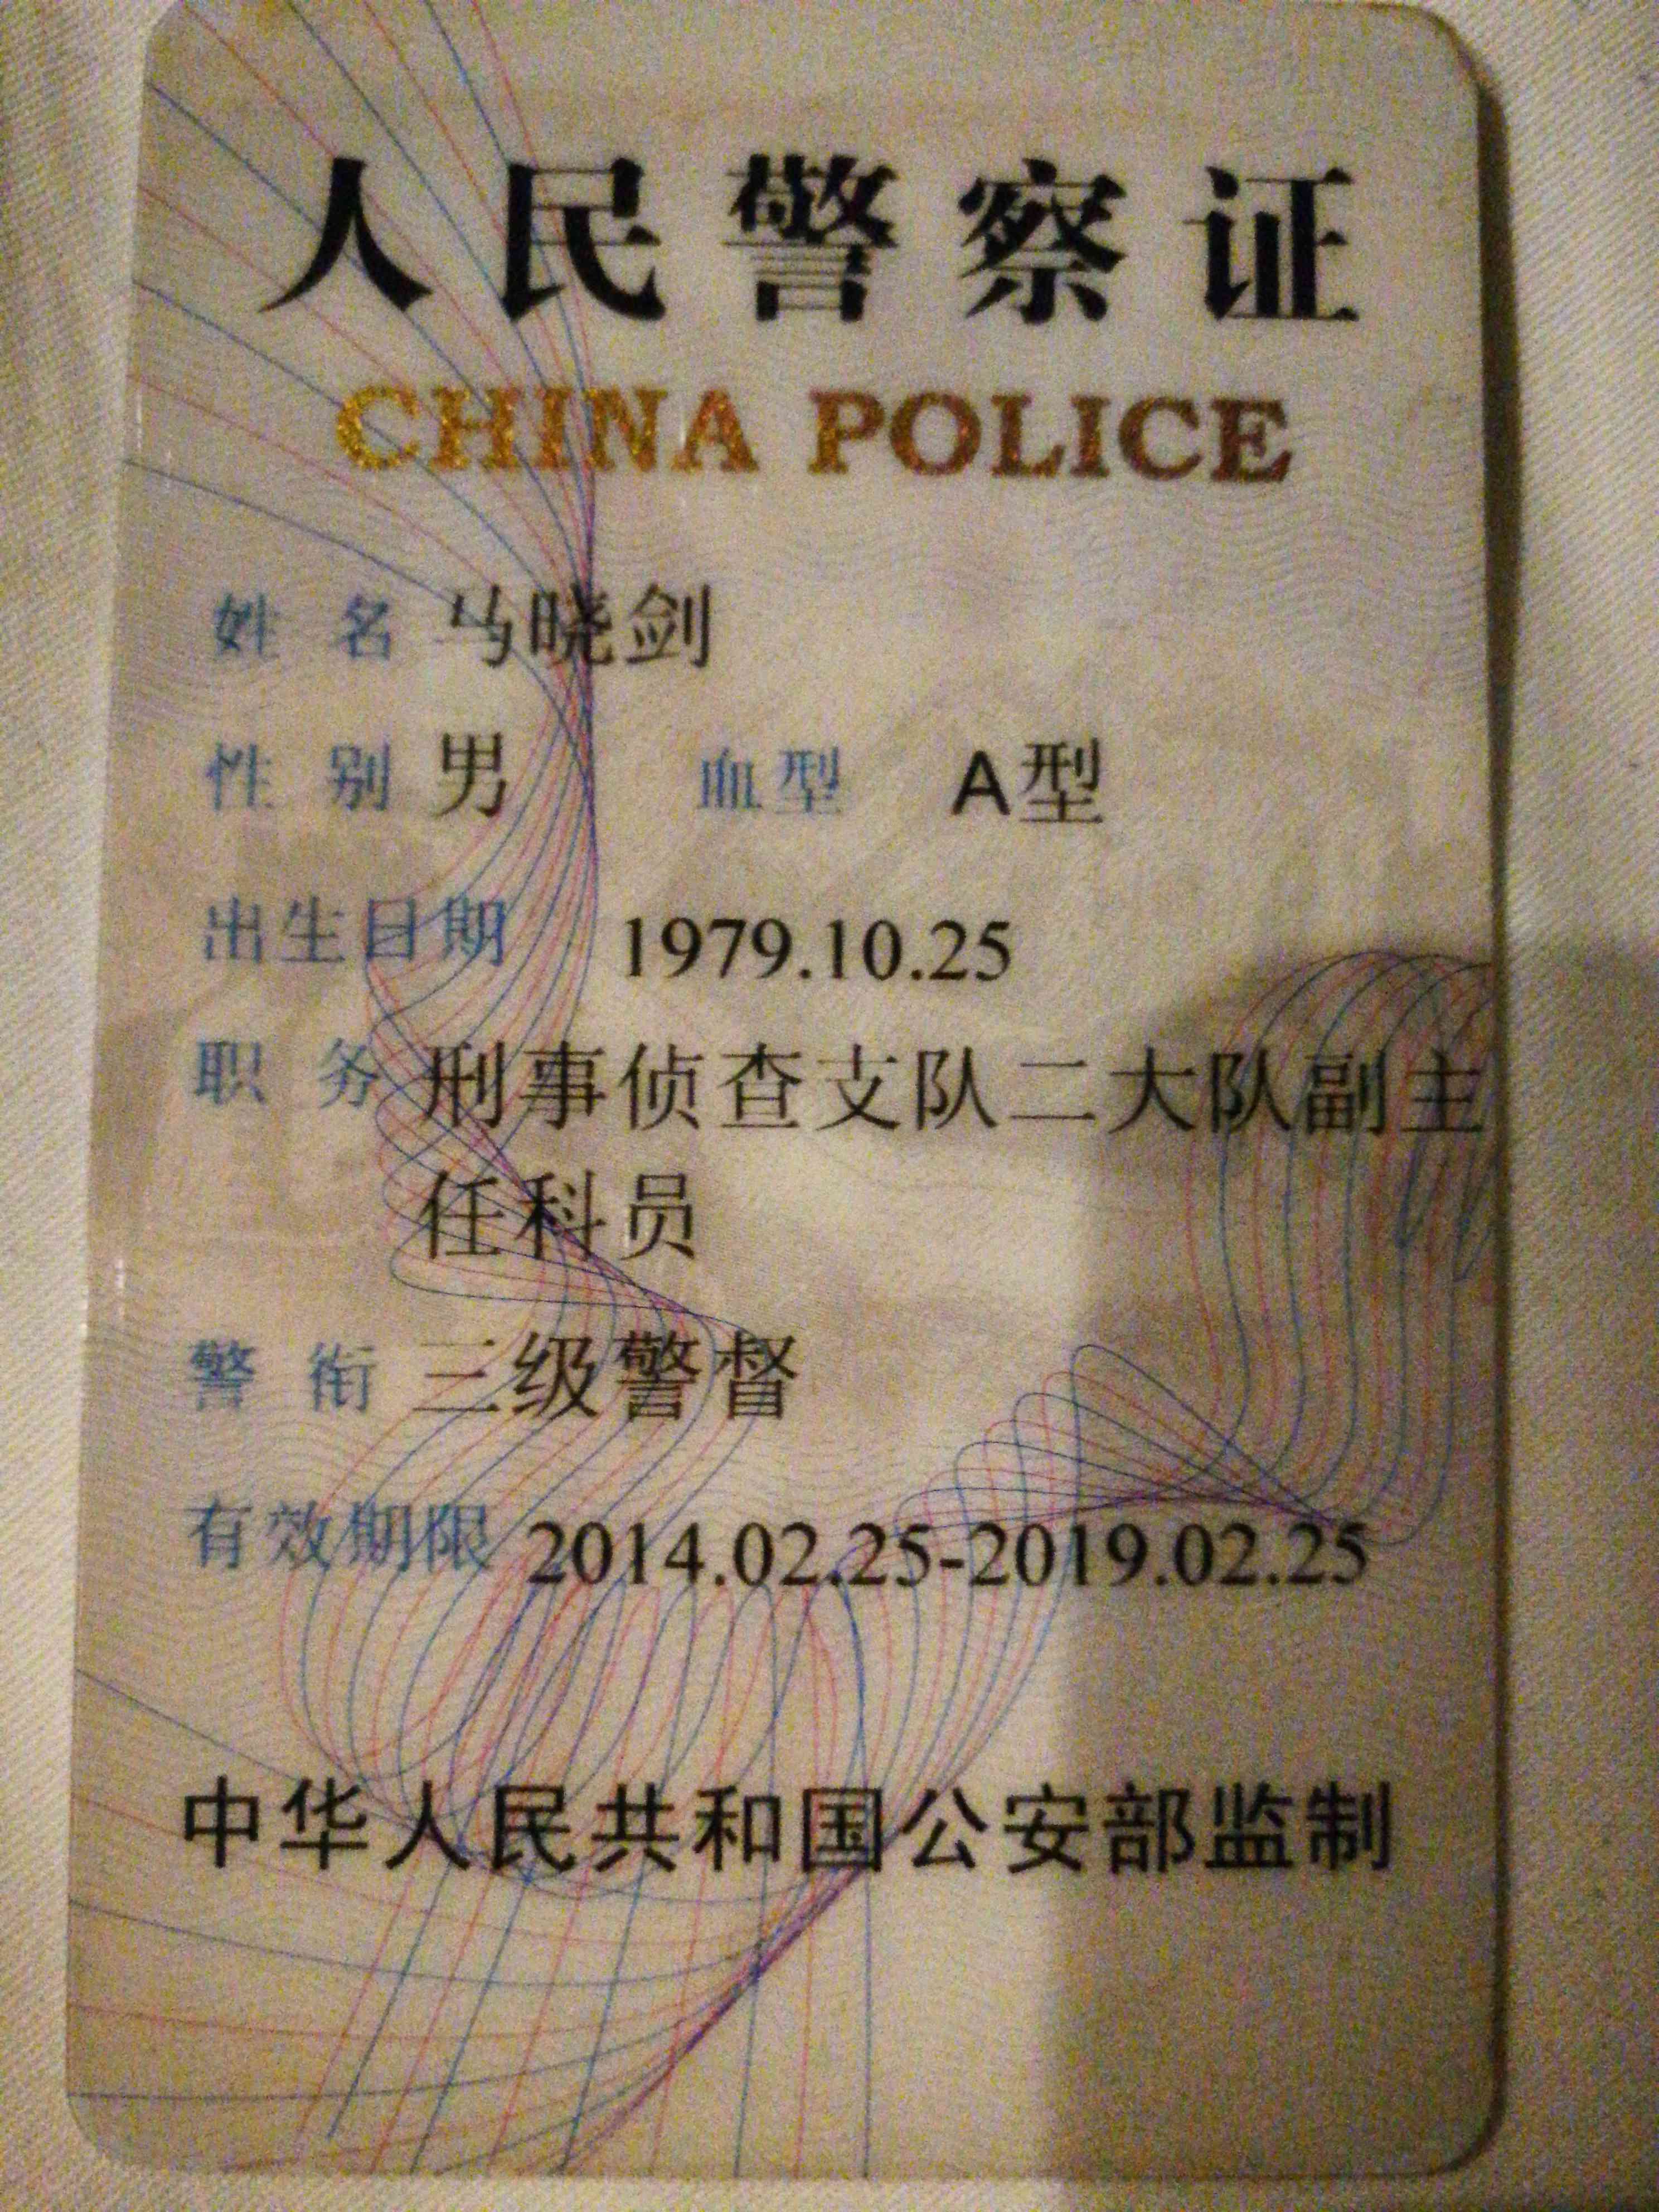 人民警察证
CHINA POLICE
姓 名 马晓剑
性 别 男 血型 A型
出生日期 1979.10.25
职 务 刑事侦查支队二大队副主
任科员
警 衔 三级警督
有效期限 2014.02.25-2019.02.25
中华人民共和国公安部监制